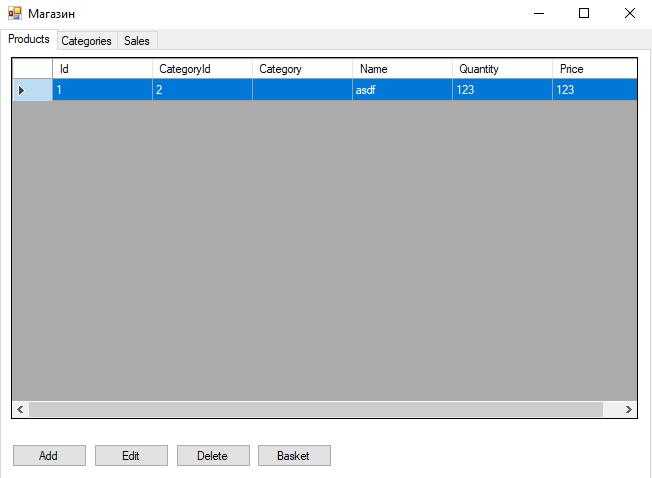 Магазин
Products Categories Sales
Id CategoryId Category Name Quantity Price
1 2 asdf 123 123
Add Edit Delete Basket